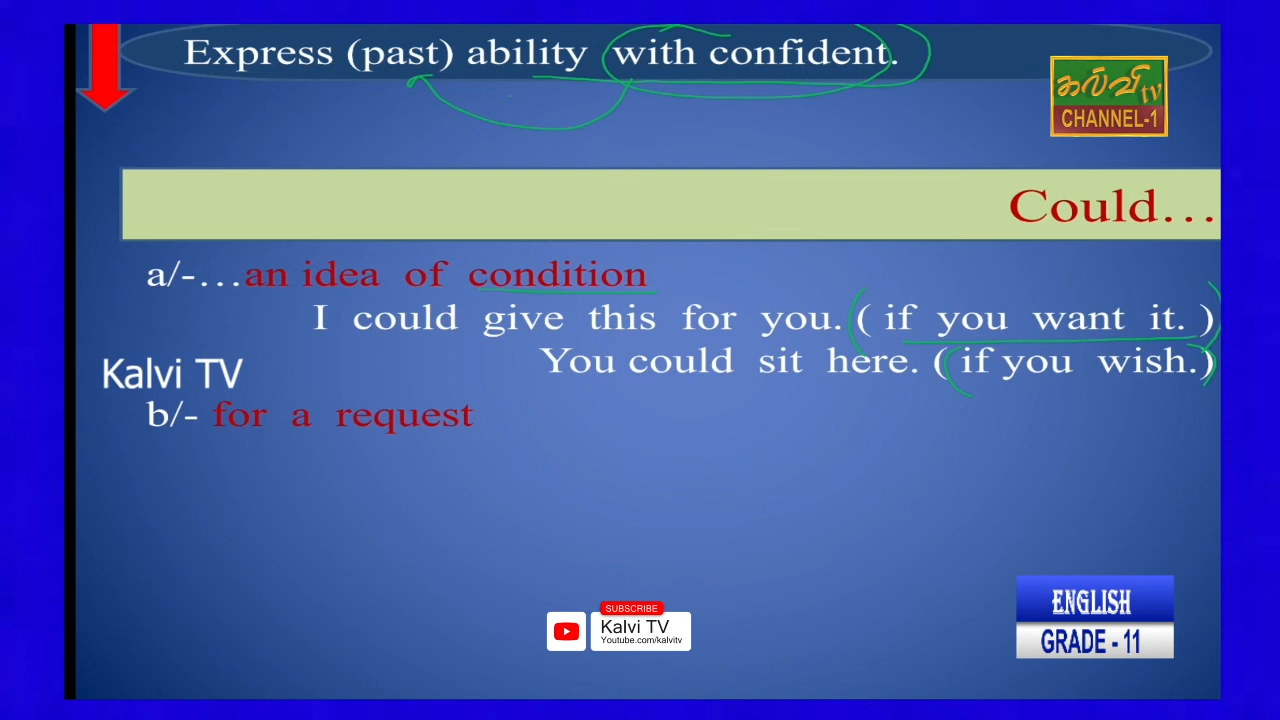 Express (past) ability with confident.
கல்வி tv
CHANNEL-1
Could...
a/-...an idea of condition
I could give this for you. ( if you want it. )
You could sit here. ( if you wish.)
Kalvi TV
b/- for a request
SUBSCRIBE
Kalvi TV
Youtube.com/kalvitv
ENGLISH
GRADE - 11